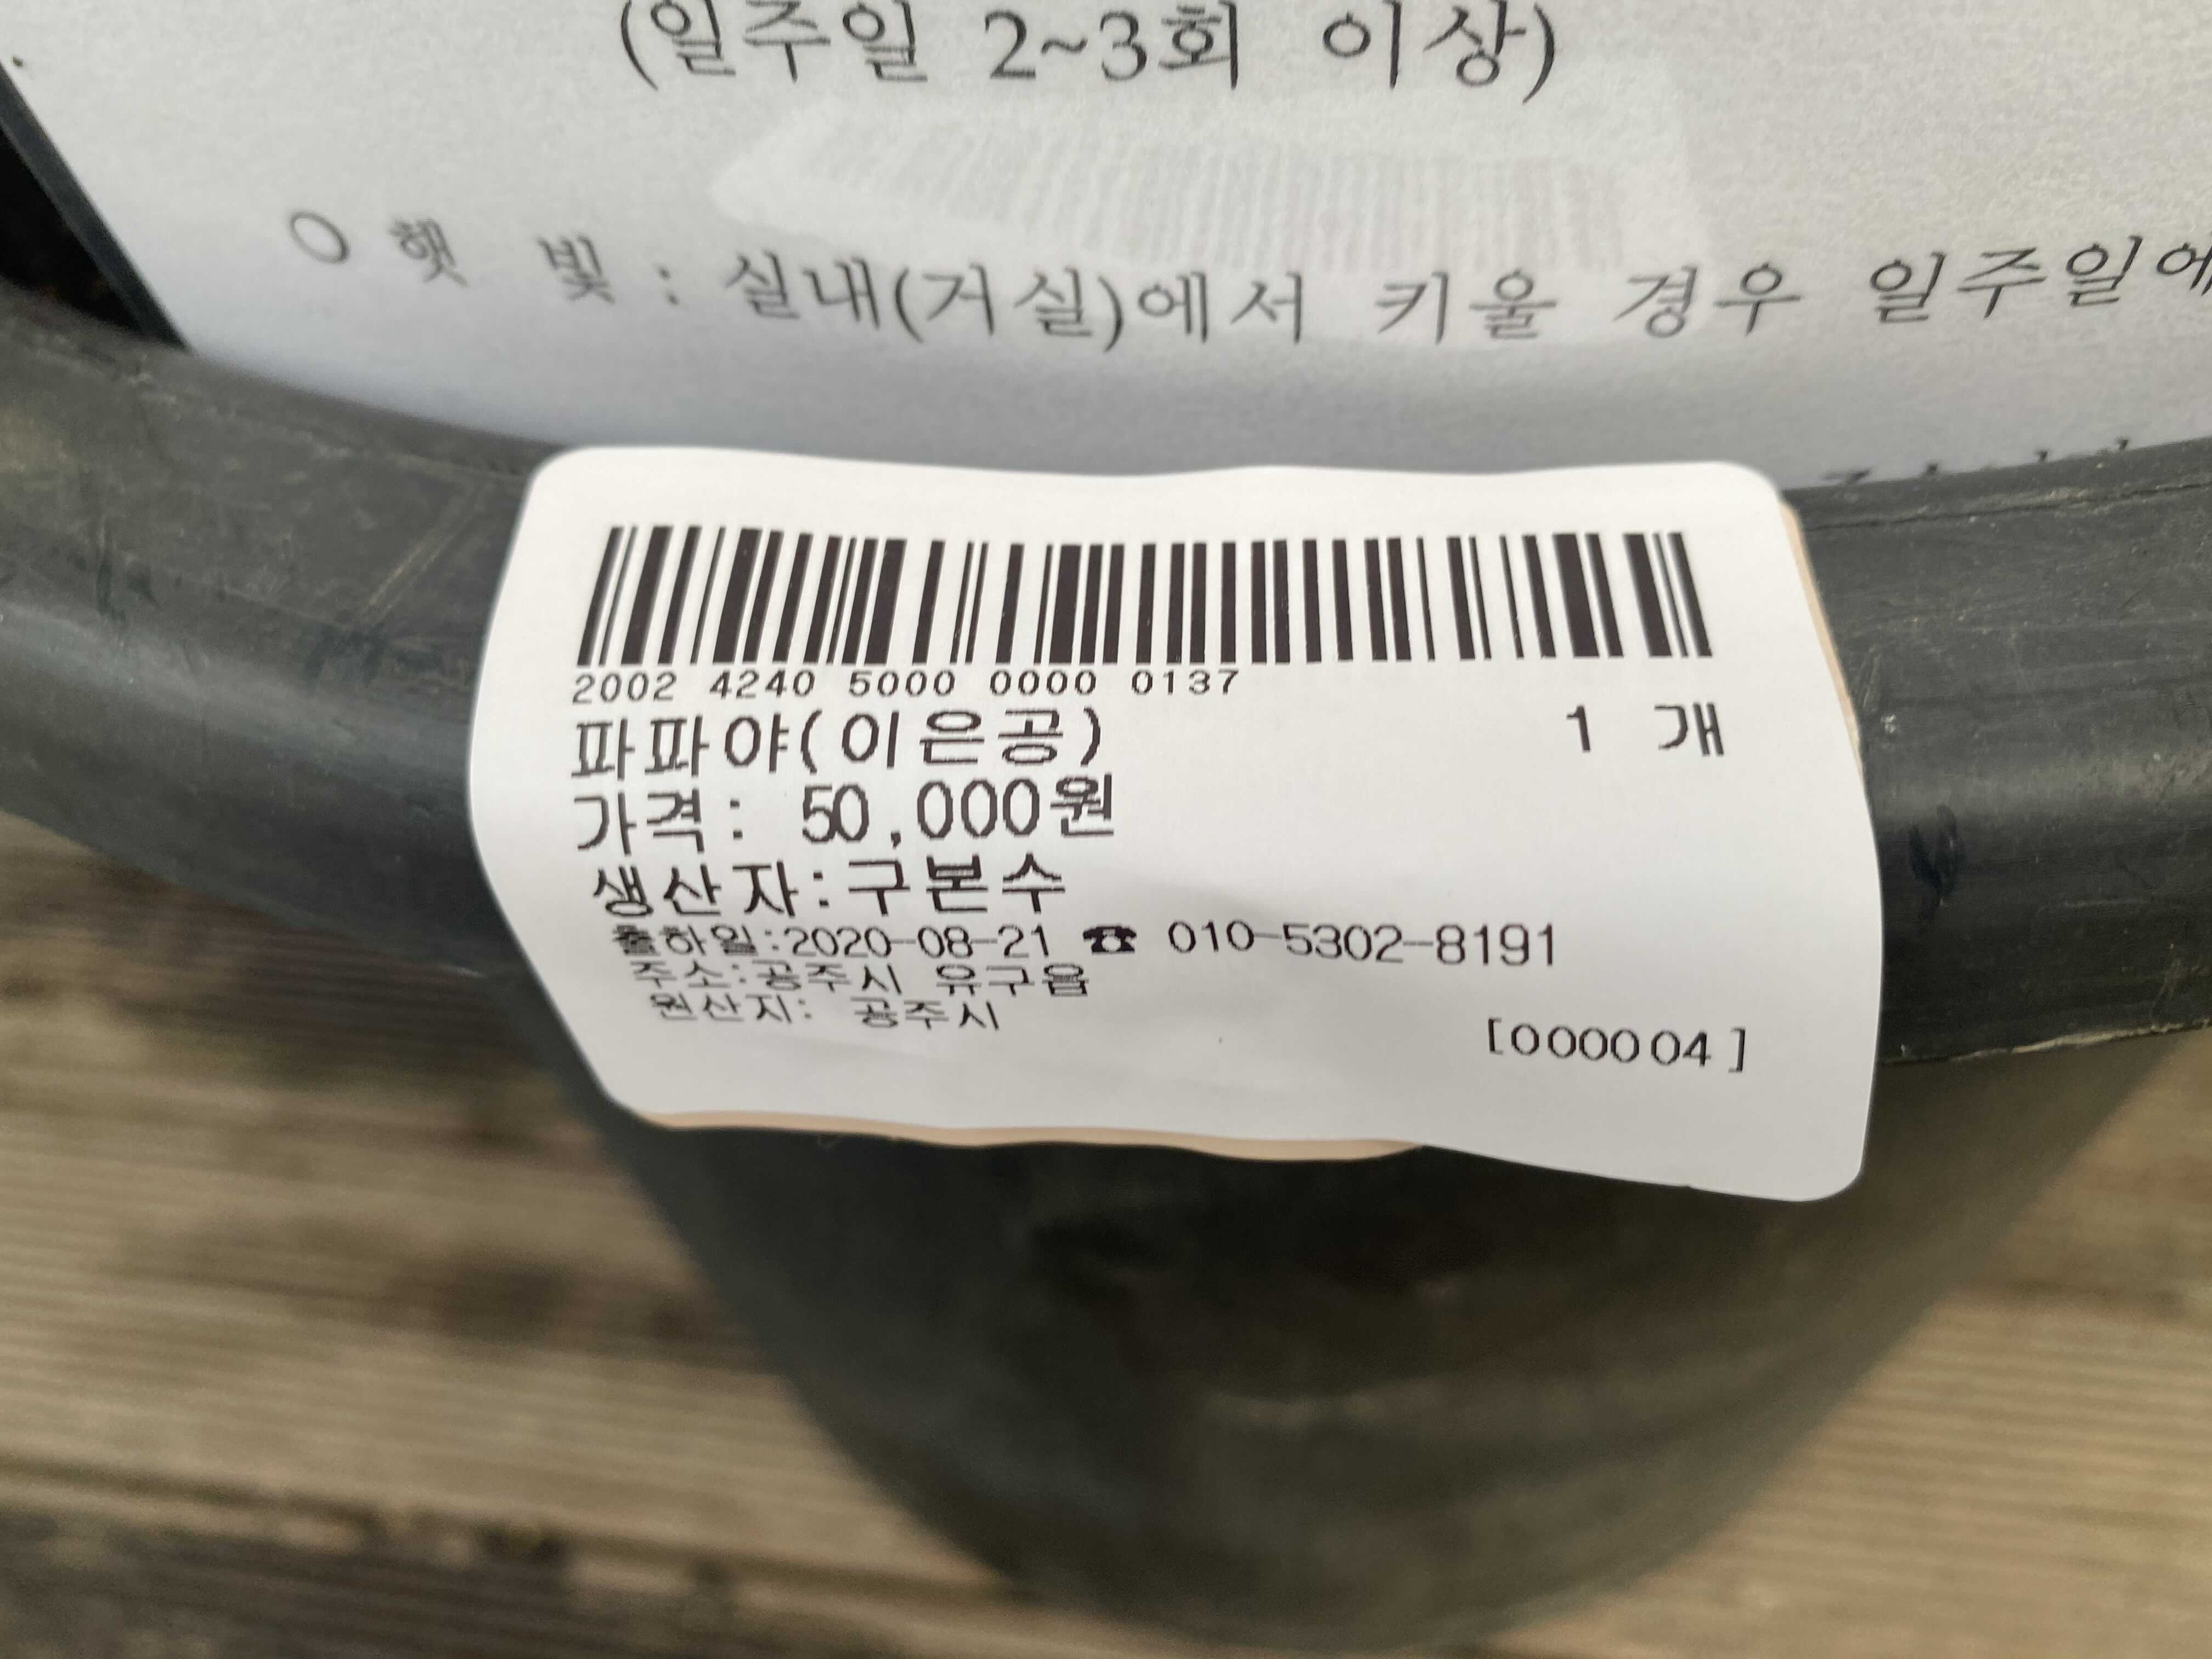 (일주일 2~3회 이상)
○ 햇 빛 : 실내(거실)에서 키울 경우 일주일에
2002 4240 5000 0000 0137
파파야(이은공) 1 개
가격: 50,000원
생산자:구본수
출하일:2020-08-21 ☎ 010-5302-8191
주소:공주시 유구읍
원산지: 공주시
[000004]